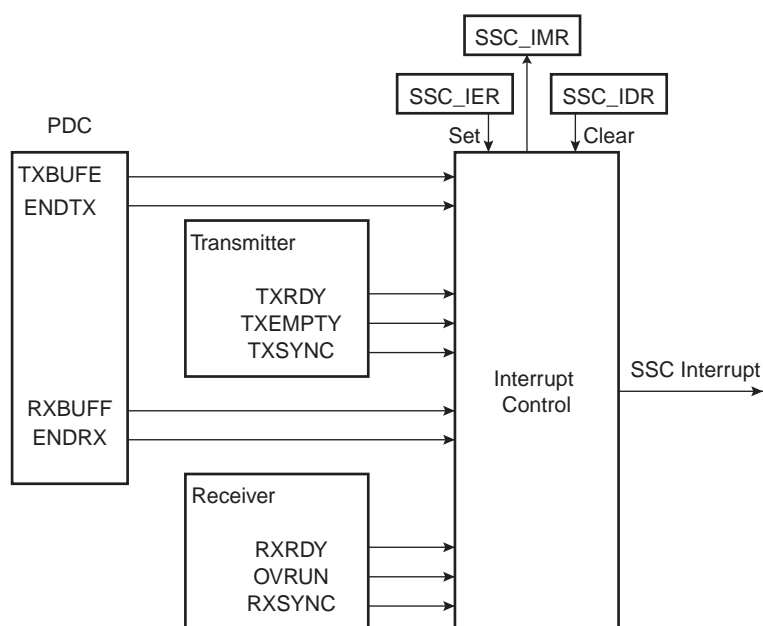 SSC_IMR
SSC_IER
SSC_IDR
PDC
Set
Clear
TXBUFE
ENDTX
Transmitter
TXRDY
TXEMPTY
TXSYNC
RXBUFF
ENDRX
Receiver
RXRDY
OVRUN
RXSYNC
Interrupt
Control
SSC Interrupt